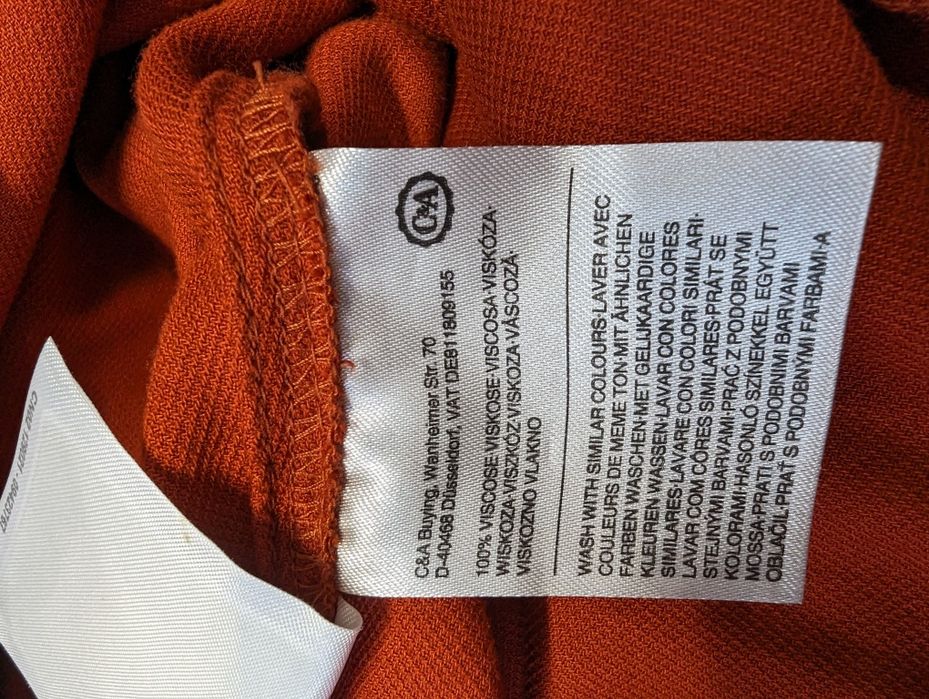 C&A
C&A Buying, Wanheimer Str. 70
D-40468 Düsseldorf, VAT DE811809155
100% VISCOSE·VISKOSE·VISCOSA·VISKÓZA·
WISKOZA·VISZKÓZ·VISKOZA·VÂSCOZĂ·
VISKOZNO VLAKNO
WASH WITH SIMILAR COLOURS·LAVER AVEC
COULEURS DE MEME TON·MIT ÄHNLICHEN
FARBEN WASCHEN·MET GELIJKAARDIGE
KLEUREN WASSEN·LAVAR CON COLORES
SIMILARES·LAVARE CON COLORI SIMILARI·
LAVAR COM CÔRES SIMILARES·PRÁT SE
STEJNÝMI BARVAMI·PRAĆ Z PODOBNYMI
KOLORAMI·HASONLÓ SZÍNEKKEL EGYÜTT
MOSSA·PRATI S PODOBNIMI BARVAMI
OBLAČIL·PRAŤ S PODOBNÝMI FARBAMI·A